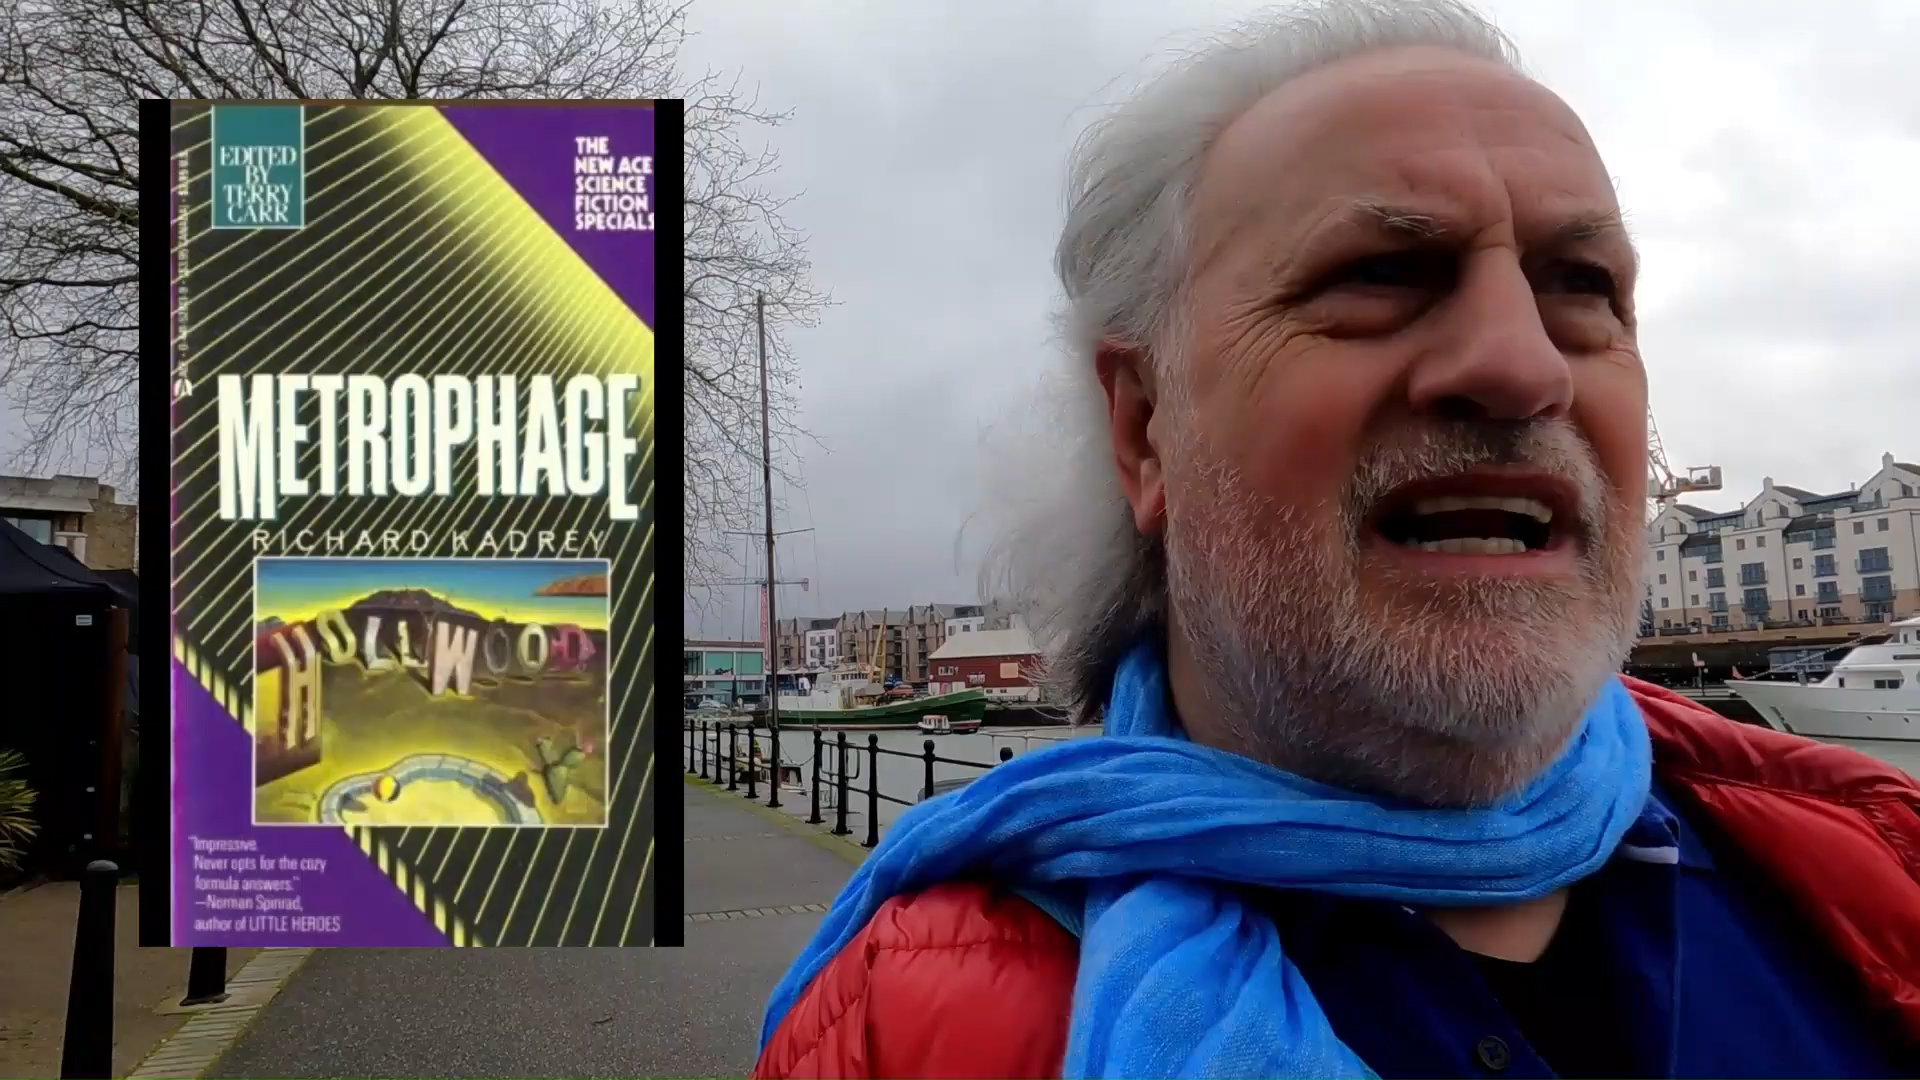 EDITED
BY
TERRY
CARR
THE
NEW ACE
SCIENCE
FICTION
SPECIALS
METROPHAGE
RICHARD KADREY
HOLLYWOOD
"Impressive.
Never opts for the cozy
formula answers."
—Norman Spinrad,
author of LITTLE HEROES